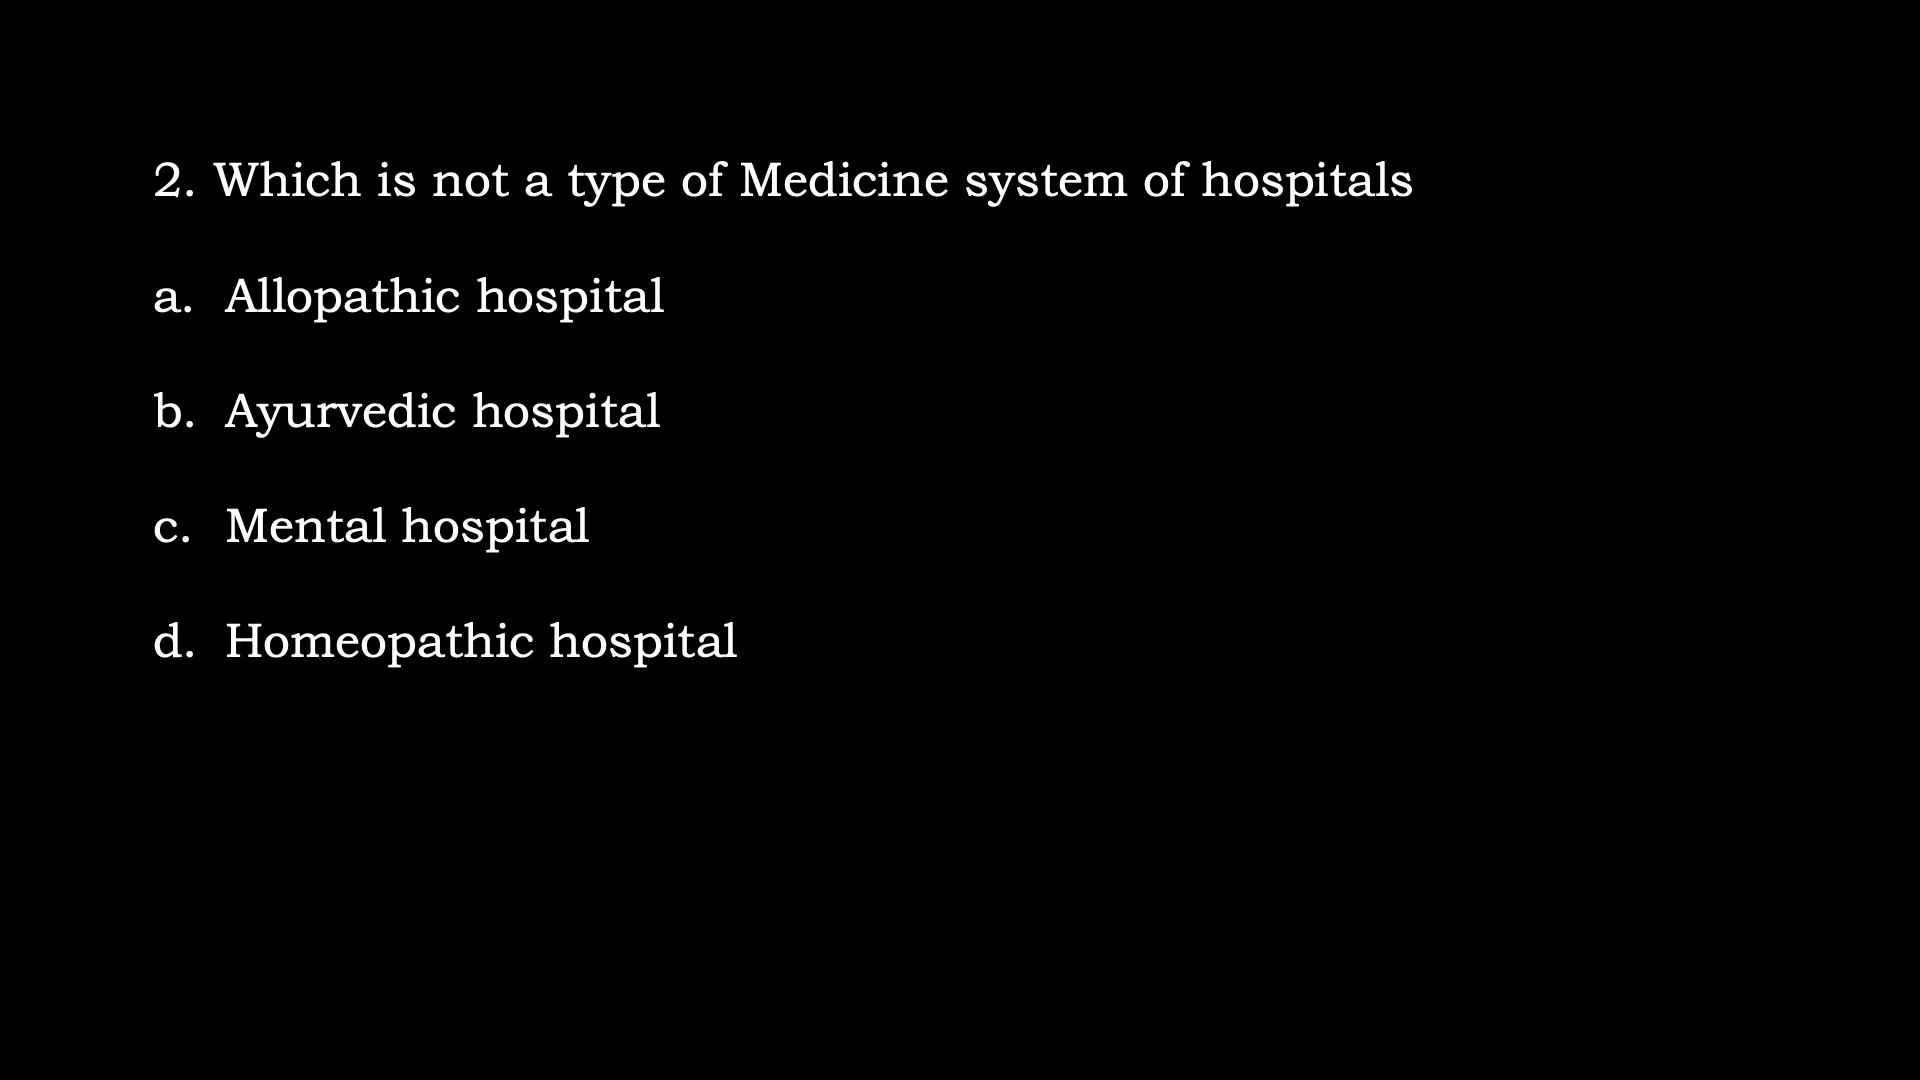 2. Which is not a type of Medicine system of hospitals
a. Allopathic hospital
b. Ayurvedic hospital
c. Mental hospital
d. Homeopathic hospital